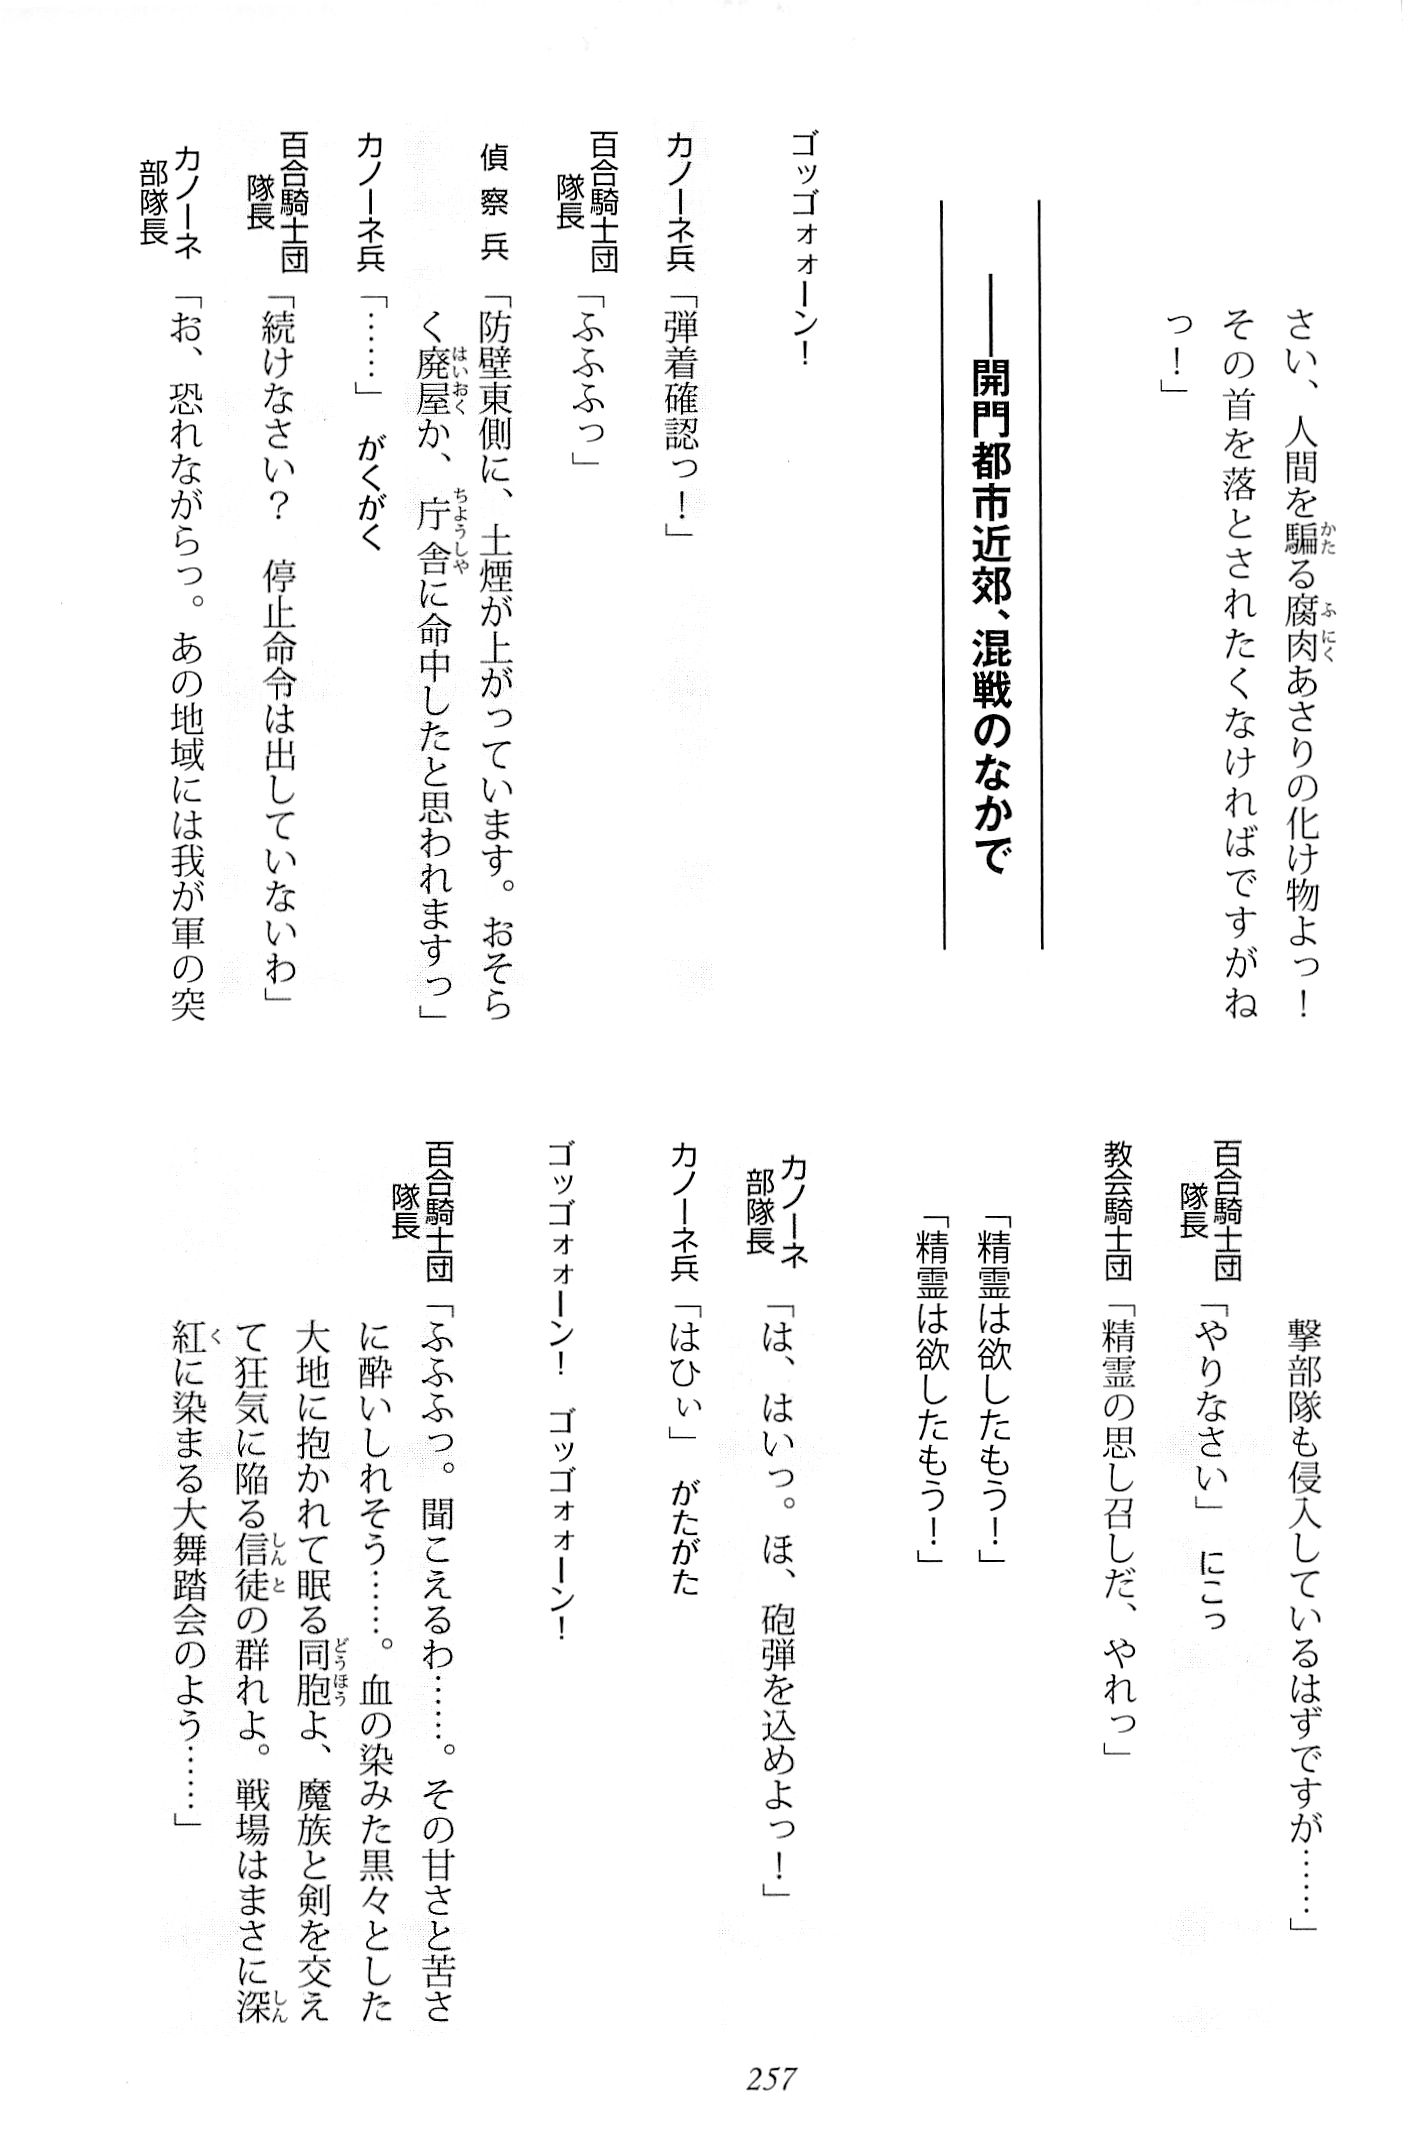 さい、人間を騙る腐肉あさりの化け物よっ！
その首を落とされたくなければですがね
っ！」
――開門都市近郊、混戦のなかで
ゴッゴォォーン！
カノーネ兵「弾着確認っ！」
百合騎士団隊長「ふふふっ」
偵察兵「防壁東側に、土煙が上がっています。おそら
く廃屋か、庁舎に命中したと思われますっ」
カノーネ兵「……」　がくがく
百合騎士団隊長「続けなさい？　停止命令は出していないわ」
カノーネ部隊長「お、恐れながらっ。あの地域には我が軍の突
撃部隊も侵入しているはずですが……」
百合騎士団隊長「やりなさい」　にこっ
教会騎士団「精霊の思し召しだ、やれっ」
「精霊は欲したもう！」
「精霊は欲したもう！」
カノーネ部隊長「は、はいっ。ほ、砲弾を込めよっ！」
カノーネ兵「はひぃ」　がたがた
ゴッゴォォーン！　ゴッゴォォーン！
百合騎士団隊長「ふふふっ。聞こえるわ……。その甘さと苦さ
に酔いしれそう……。血の染みた黒々とした
大地に抱かれて眠る同胞よ、魔族と剣を交え
て狂気に陥る信徒の群れよ。戦場はまさに深
紅に染まる大舞踏会のよう……」
257